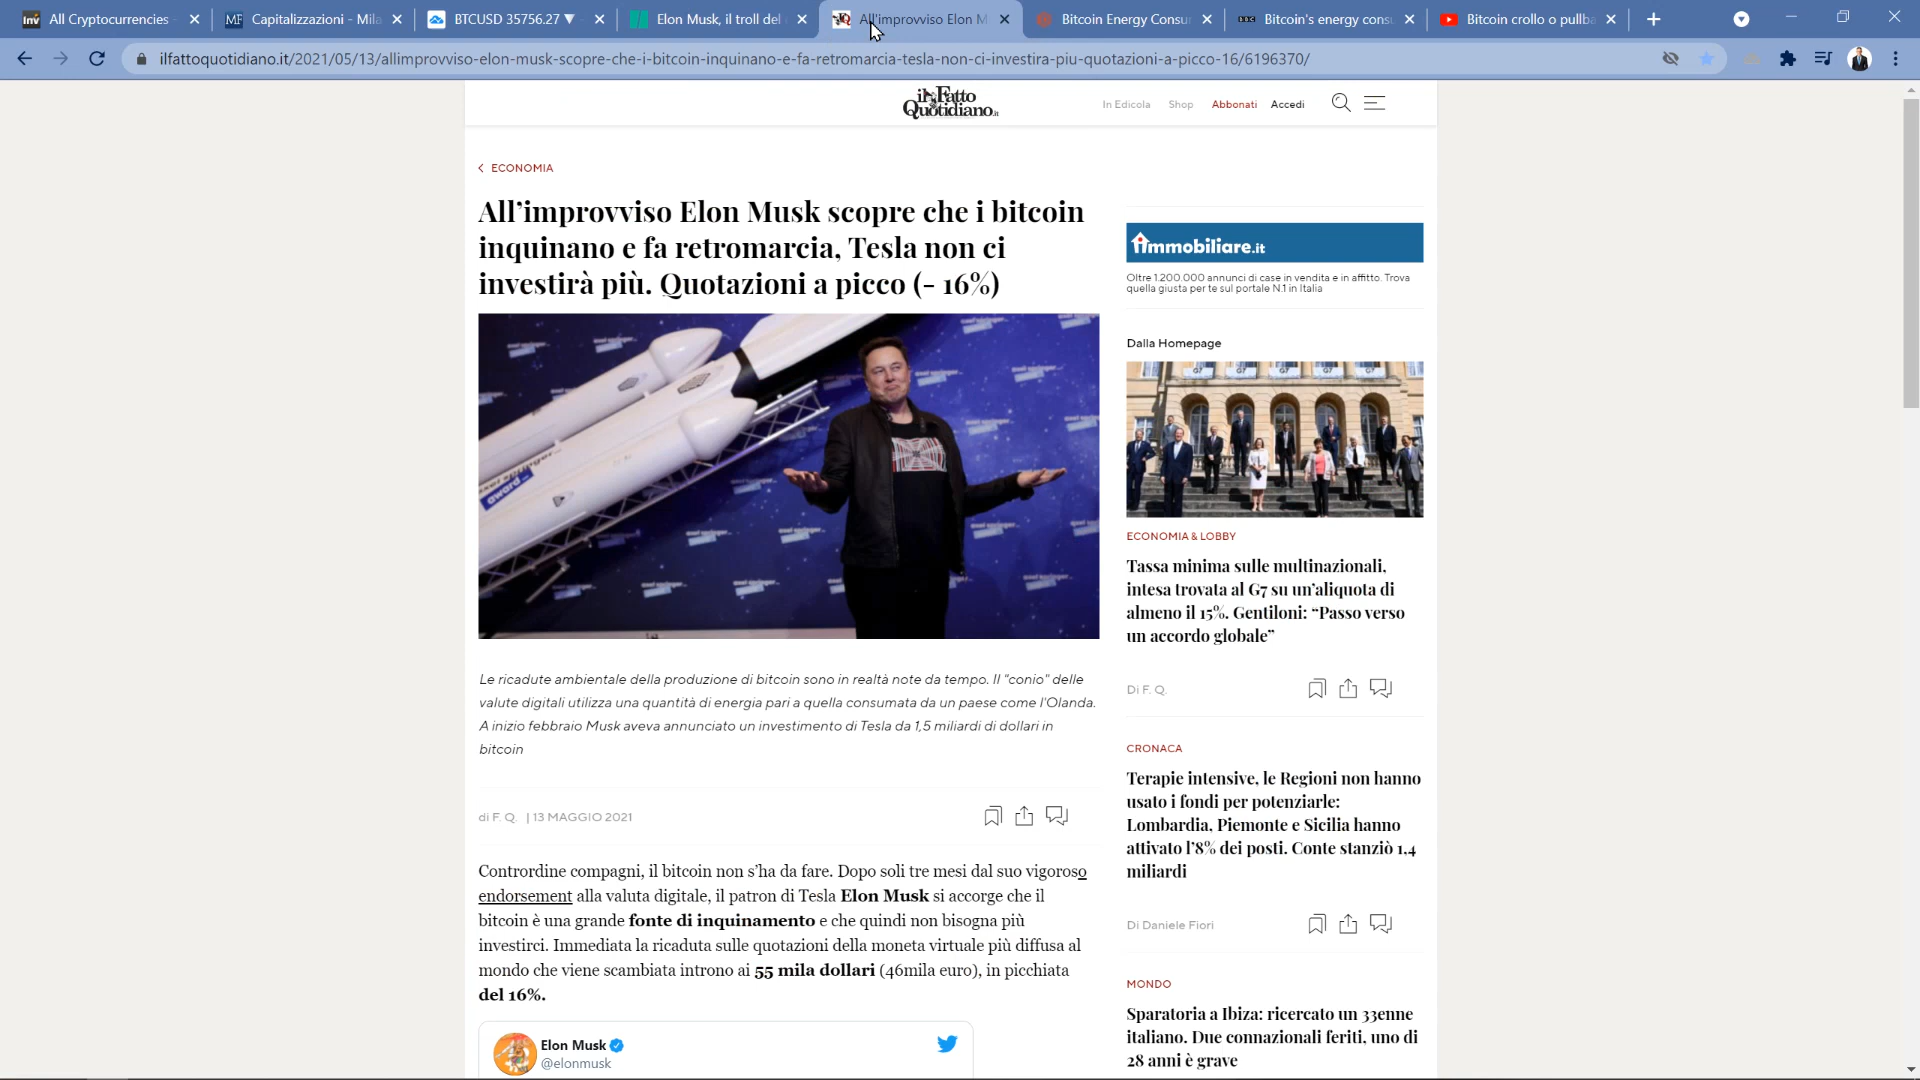 All Cryptocurrencies
Capitalizzazioni - Mila
BTCUSD 35756.27 ▼
Elon Musk, il troll del
All'improvviso Elon M
Bitcoin Energy Consum
Bitcoin's energy consu
Bitcoin crollo o pullba
ilfattoquotidiano.it/2021/05/13/allimprovviso-elon-musk-scopre-che-i-bitcoin-inquinano-e-fa-retromarcia-tesla-non-ci-investira-piu-quotazioni-a-picco-16/6196370/
il Fatto
Quotidiano.it
In Edicola Shop Abbonati Accedi
< ECONOMIA
All’improvviso Elon Musk scopre che i bitcoin
inquinano e fa retromarcia, Tesla non ci
investirà più. Quotazioni a picco (- 16%)
award
Le ricadute ambientale della produzione di bitcoin sono in realtà note da tempo. Il "conio" delle
valute digitali utilizza una quantità di energia pari a quella consumata da un paese come l'Olanda.
A inizio febbraio Musk aveva annunciato un investimento di Tesla da 1,5 miliardi di dollari in
bitcoin
di F. Q. | 13 MAGGIO 2021
Contrordine compagni, il bitcoin non s’ha da fare. Dopo soli tre mesi dal suo vigoroso
endorsement alla valuta digitale, il patron di Tesla Elon Musk si accorge che il
bitcoin è una grande fonte di inquinamento e che quindi non bisogna più
investirci. Immediata la ricaduta sulle quotazioni della moneta virtuale più diffusa al
mondo che viene scambiata introno ai 55 mila dollari (46mila euro), in picchiata
del 16%.
Elon Musk
@elonmusk
immobiliare.it
Oltre 1.200.000 annunci di case in vendita e in affitto. Trova
quella giusta per te sul portale N.1 in Italia
Dalla Homepage
G7 G7 G7 G7
ECONOMIA & LOBBY
Tassa minima sulle multinazionali,
intesa trovata al G7 su un’aliquota di
almeno il 15%. Gentiloni: “Passo verso
un accordo globale”
Di F. Q.
CRONACA
Terapie intensive, le Regioni non hanno
usato i fondi per potenziarle:
Lombardia, Piemonte e Sicilia hanno
attivato l’8% dei posti. Conte stanziò 1,4
miliardi
Di Daniele Fiori
MONDO
Sparatoria a Ibiza: ricercato un 33enne
italiano. Due connazionali feriti, uno di
28 anni è grave